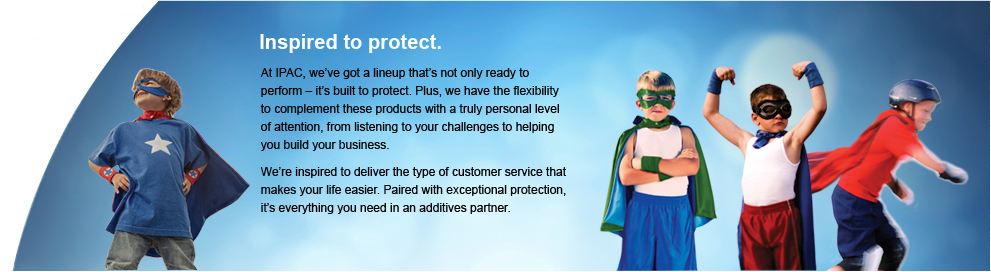 Inspired to protect.
At IPAC, we've got a lineup that's not only ready to
perform – it's built to protect. Plus, we have the flexibility
to complement these products with a truly personal level
of attention, from listening to your challenges to helping
you build your business.
We're inspired to deliver the type of customer service that
makes your life easier. Paired with exceptional protection,
it's everything you need in an additives partner.